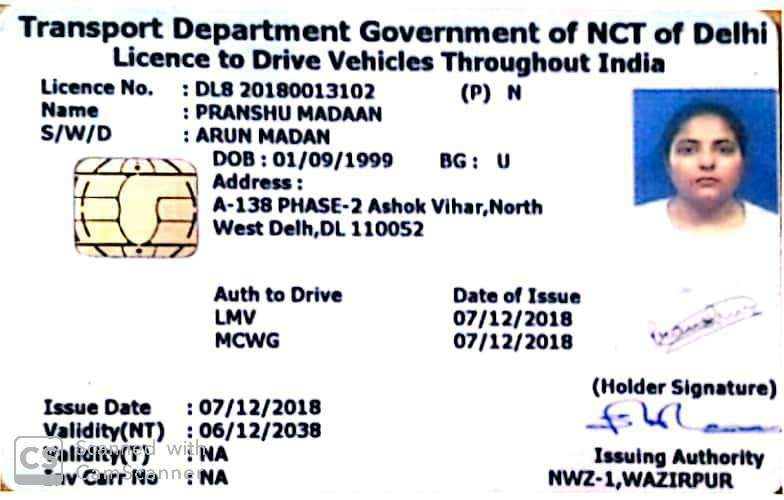 Transport Department Government of NCT of Delhi
Licence to Drive Vehicles Throughout India
Licence No. : DL8 20180013102 (P) N
Name : PRANSHU MADAAN
S/W/D : ARUN MADAN
DOB : 01/09/1999 BG : U
Address :
A-138 PHASE-2 Ashok Vihar,North
West Delh,DL 110052
Auth to Drive Date of Issue
LMV 07/12/2018
MCWG 07/12/2018
(Holder Signature)
Issue Date : 07/12/2018
Validity(NT) : 06/12/2038
Validity(T) : NA
Inv Carr No : NA
Issuing Authority
NWZ-1,WAZIRPUR
CS Scanned with
CamScanner